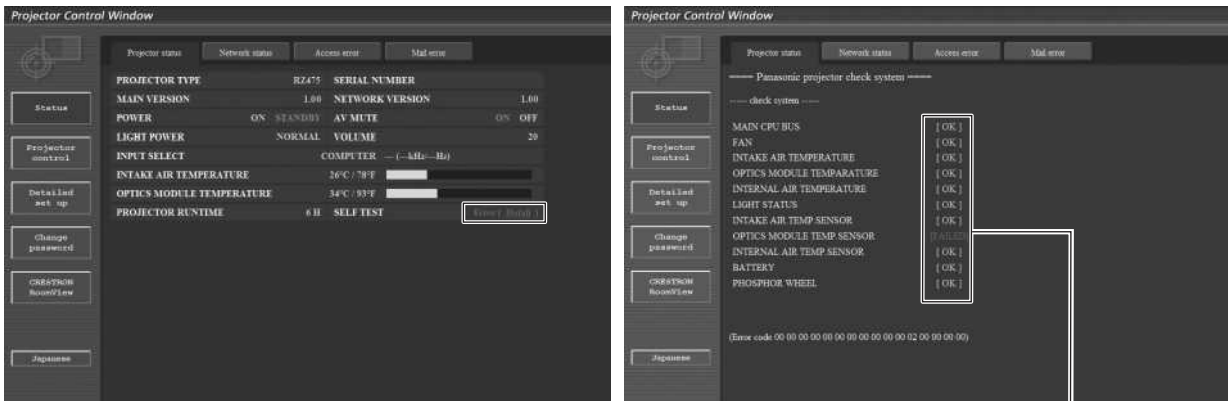 Projector Control Window
Projector status Network status Access error Mail error
PROJECTOR TYPE RZ475 SERIAL NUMBER
MAIN VERSION 1.00 NETWORK VERSION 1.00
POWER ON STANDBY AV MUTE ON OFF
LIGHT POWER NORMAL VOLUME 20
INPUT SELECT COMPUTER — (—kHz/—Hz)
INTAKE AIR TEMPERATURE 26°C / 78°F
OPTICS MODULE TEMPERATURE 34°C / 93°F
PROJECTOR RUNTIME 6 H SELF TEST Error [ Detail ]
Status
Projector
control
Detailed
set up
Change
password
CRESTRON
RoomView
Japanese
Projector Control Window
Projector status Network status Access error Mail error
----- Panasonic projector check system -----
----- check system -----
MAIN CPU BUS [ OK ]
FAN [ OK ]
INTAKE AIR TEMPERATURE [ OK ]
OPTICS MODULE TEMPARATURE [ OK ]
INTERNAL AIR TEMPERATURE [ OK ]
LIGHT STATUS [ OK ]
INTAKE AIR TEMP.SENSOR [ OK ]
OPTICS MODULE TEMP.SENSOR [FAILED]
INTERNAL AIR TEMP.SENSOR [ OK ]
BATTERY [ OK ]
PHOSPHOR WHEEL [ OK ]
(Error code 00 00 00 00 00 00 00 00 00 00 00 02 00 00 00 00)
Status
Projector
control
Detailed
set up
Change
password
CRESTRON
RoomView
Japanese